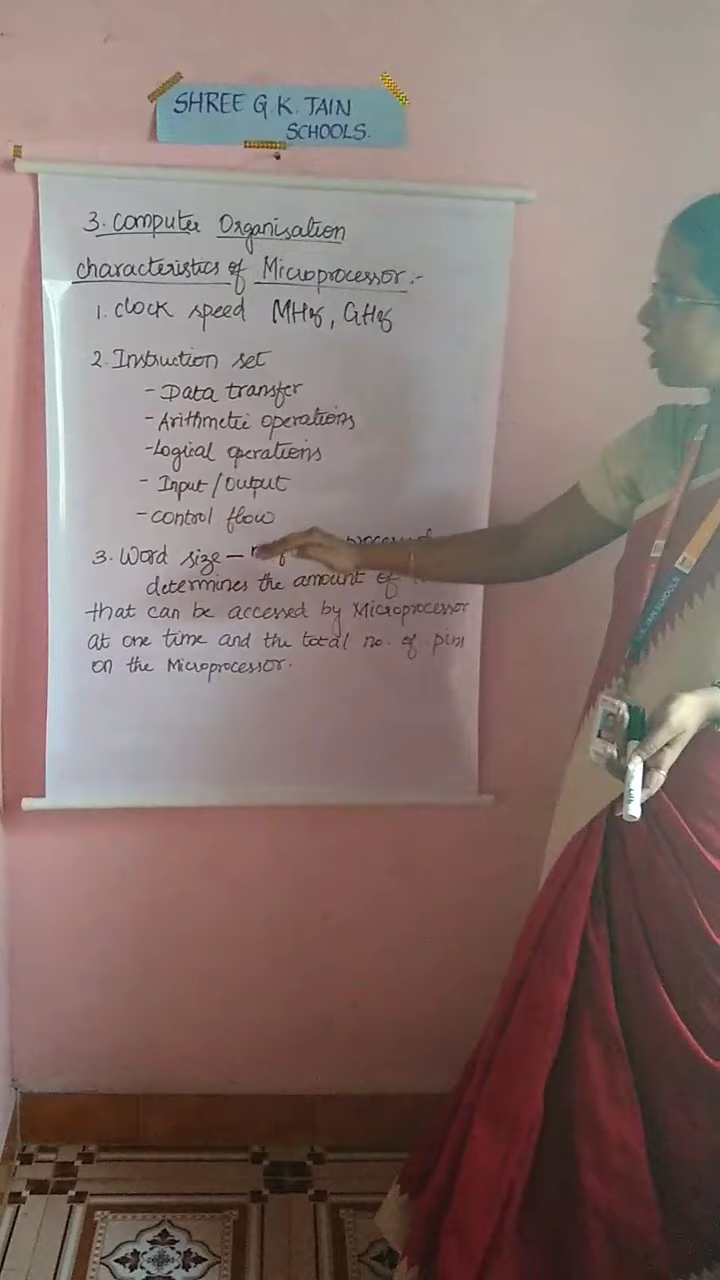 SHREE G K. JAIN
SCHOOLS.
3. Computer Organisation
characteristics of Microprocessor:-
1. clock speed MHz, GHz
2. Instruction set
- Data transfer
- Arithmetic operations
- Logical operations
- Input/Output
- control flow
3. Word size –
determines the amount of
that can be accessed by Microprocessor
at one time and the total no. of pins
on the Microprocessor.
K. JAIN SCHOOLS